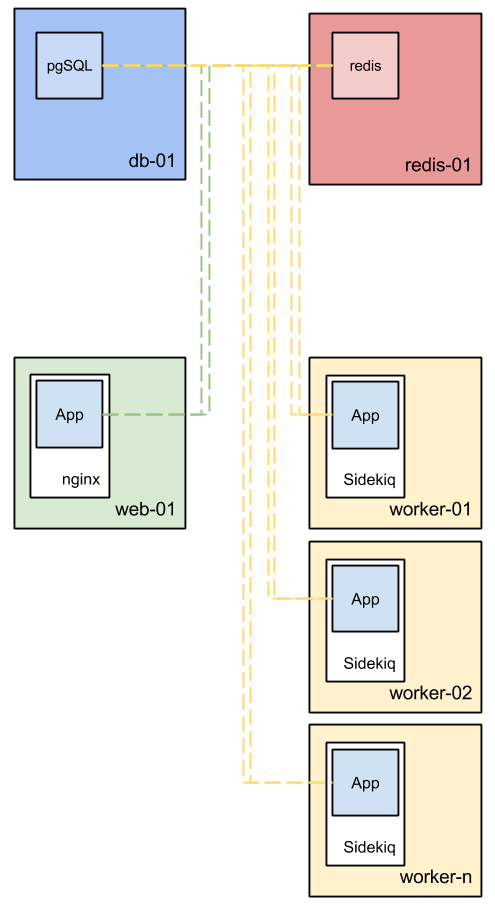 pgSQL
db-01
redis
redis-01
App
nginx
web-01
App
Sidekiq
worker-01
App
Sidekiq
worker-02
App
Sidekiq
worker-n